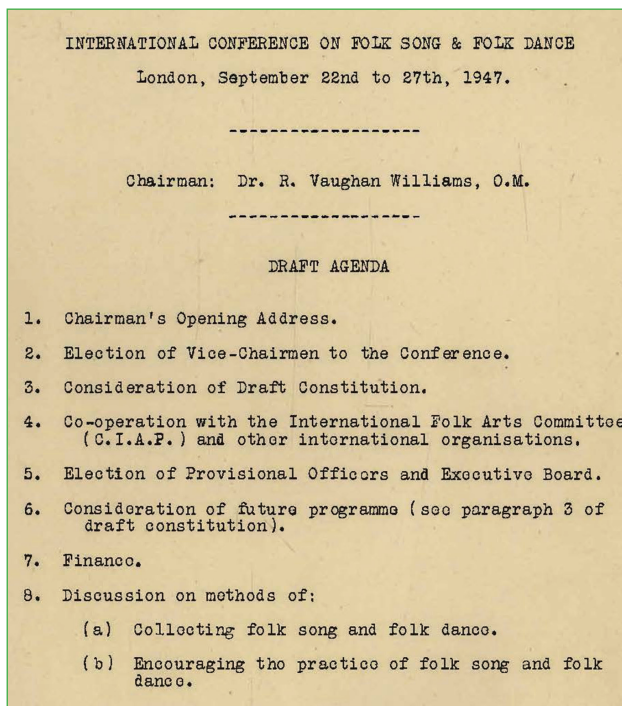 INTERNATIONAL CONFERENCE ON FOLK SONG & FOLK DANCE
London, September 22nd to 27th, 1947.
Chairman: Dr. R. Vaughan Williams, O.M.
DRAFT AGENDA
1. Chairman's Opening Address.
2. Election of Vice-Chairmen to the Conference.
3. Consideration of Draft Constitution.
4. Co-operation with the International Folk Arts Committee
(C.I.A.P.) and other international organisations.
5. Election of Provisional Officers and Executive Board.
6. Consideration of future programme (see paragraph 3 of
draft constitution).
7. Finance.
8. Discussion on methods of:
(a) Collecting folk song and folk dance.
(b) Encouraging the practice of folk song and folk
dance.